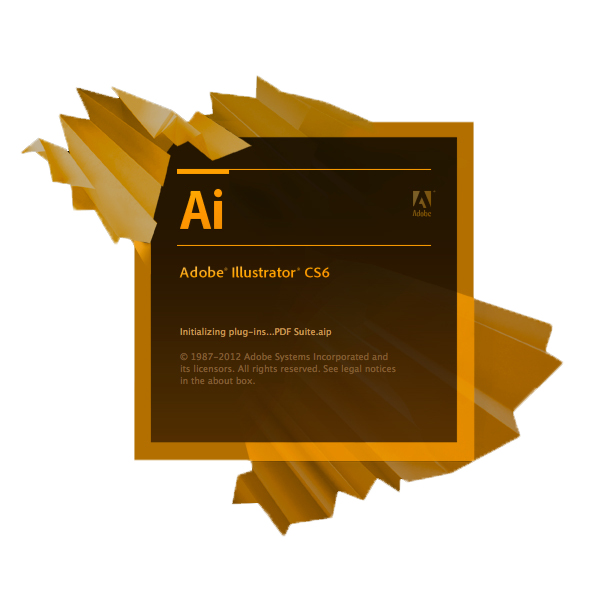 Ai
Adobe
Adobe® Illustrator® CS6
Initializing plug-ins...PDF Suite.aip
© 1987-2012 Adobe Systems Incorporated and
its licensors. All rights reserved. See legal notices
in the about box.